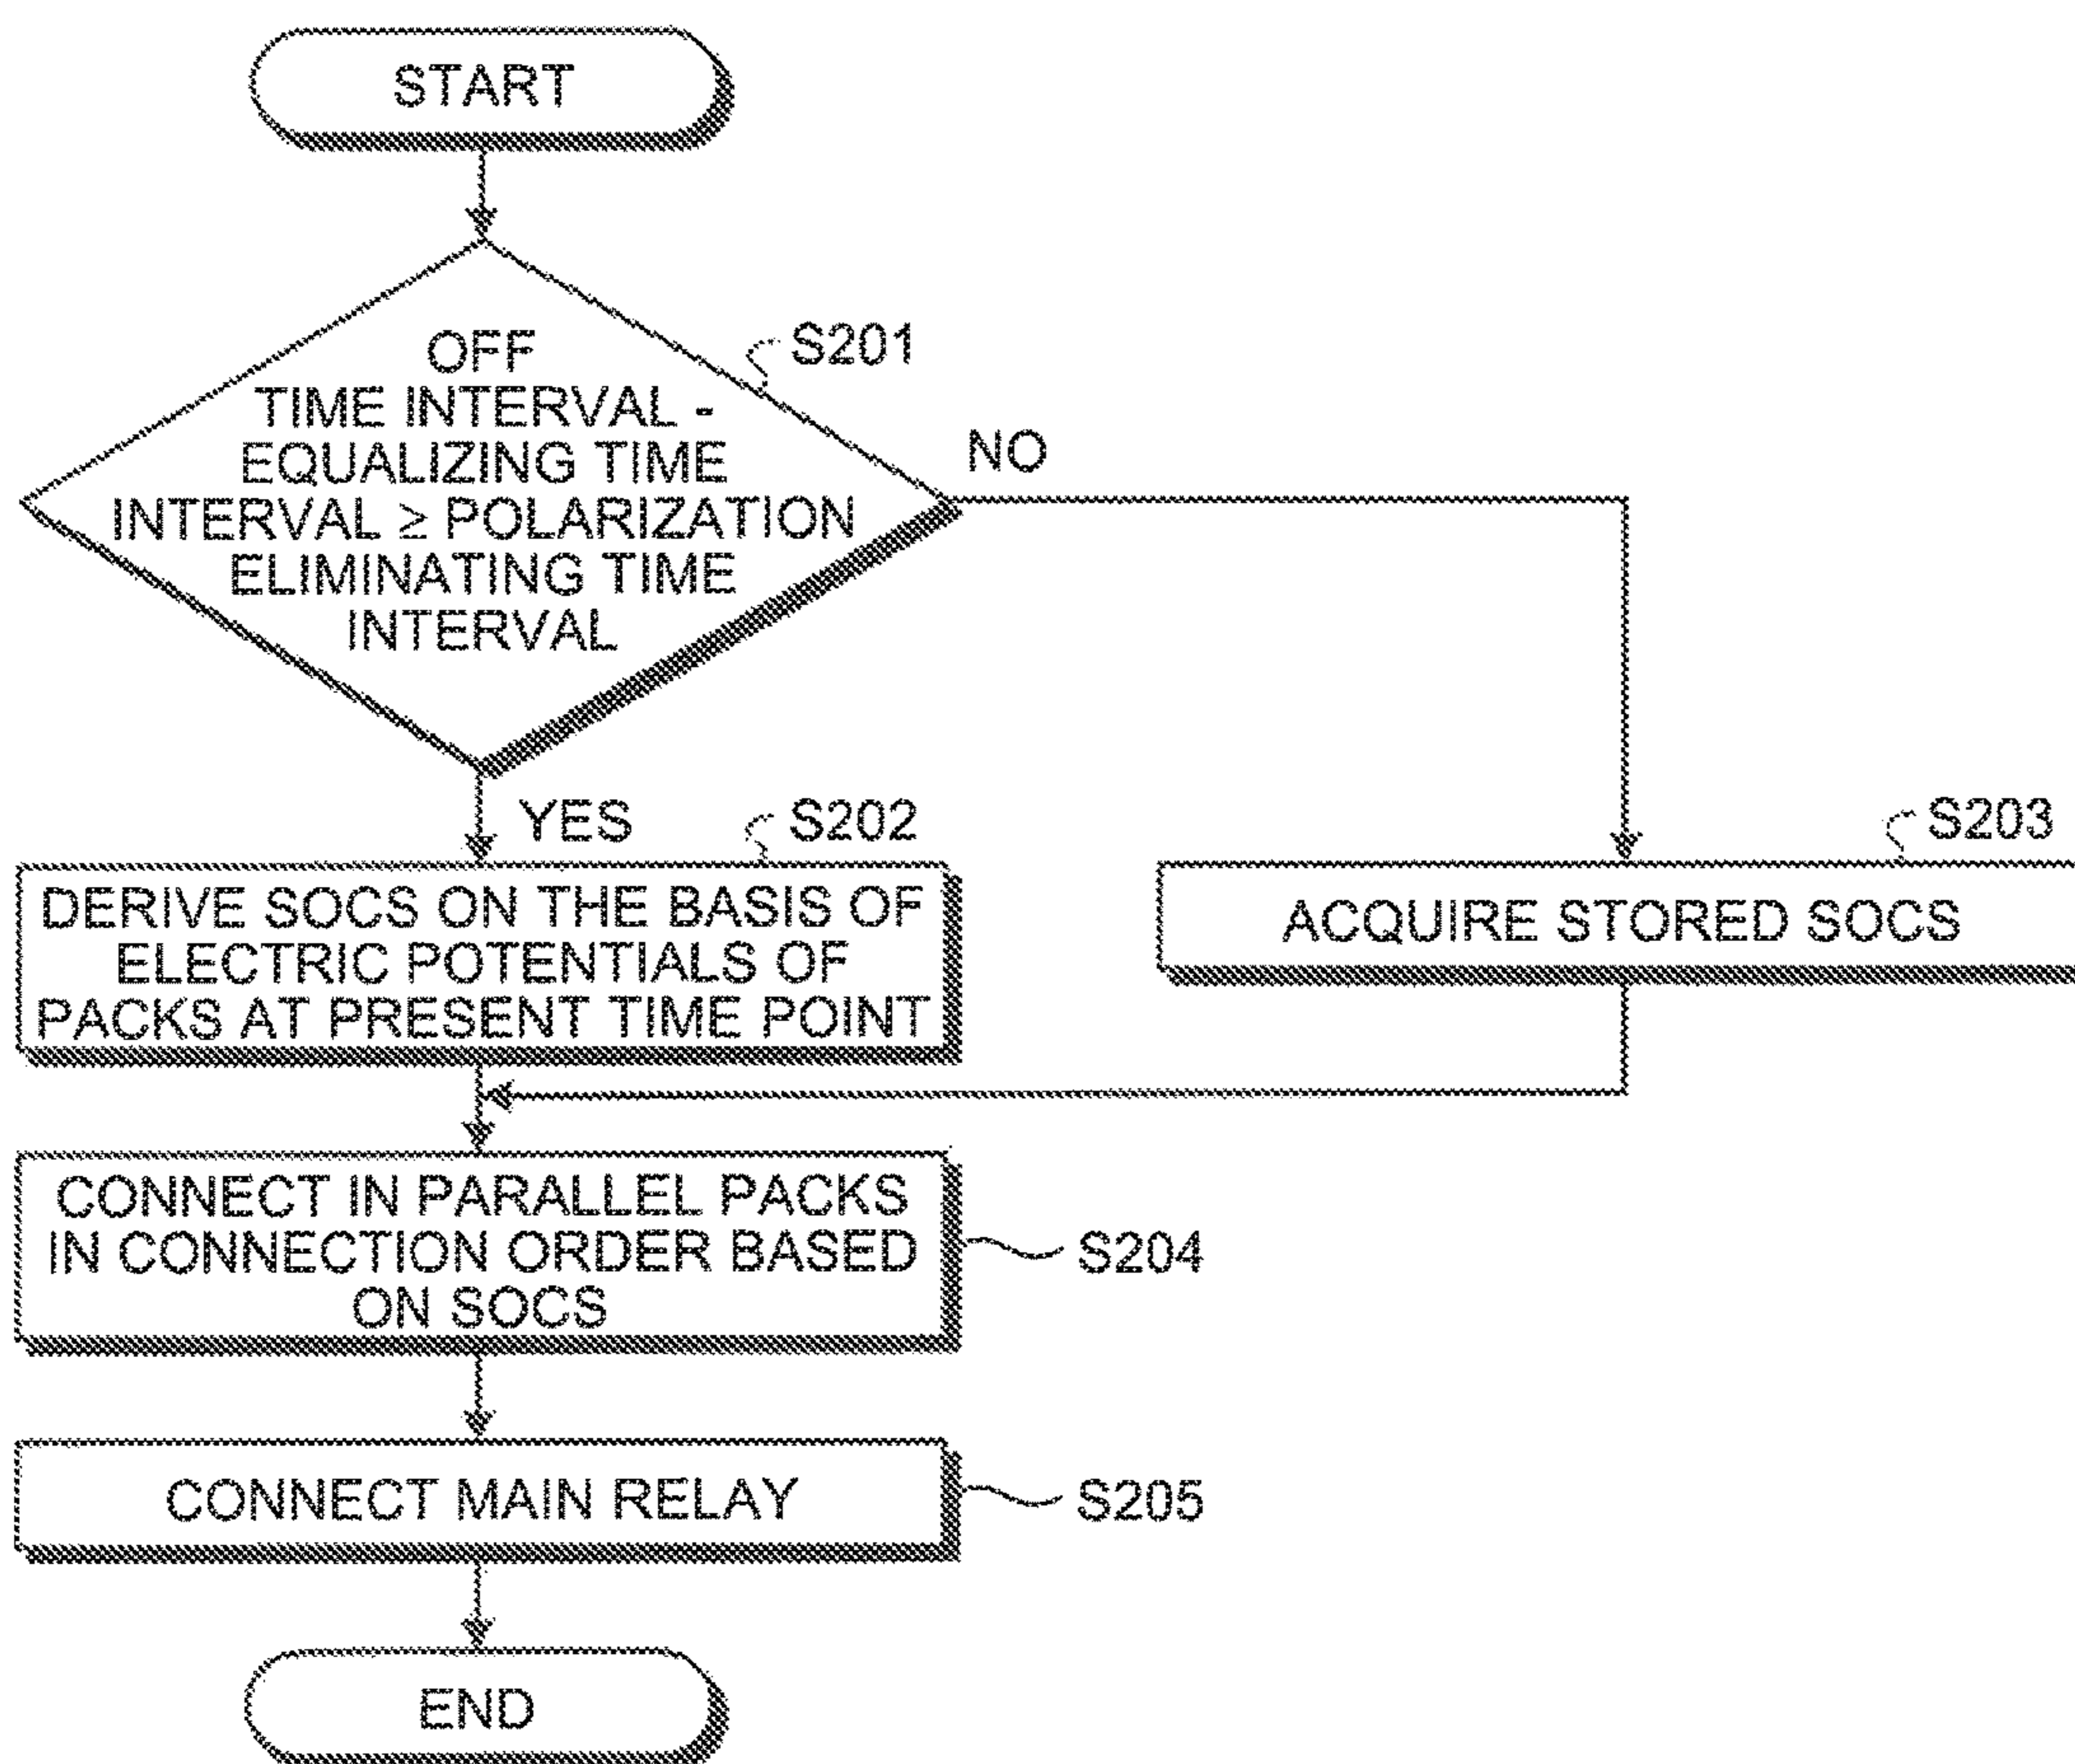 START
OFF
TIME INTERVAL -
EQUALIZING TIME
INTERVAL ≥ POLARIZATION
ELIMINATING TIME
INTERVAL
S201
NO
YES
S202
DERIVE SOCS ON THE BASIS OF
ELECTRIC POTENTIALS OF
PACKS AT PRESENT TIME POINT
S203
ACQUIRE STORED SOCS
CONNECT IN PARALLEL PACKS
IN CONNECTION ORDER BASED
ON SOCS
S204
CONNECT MAIN RELAY
S205
END